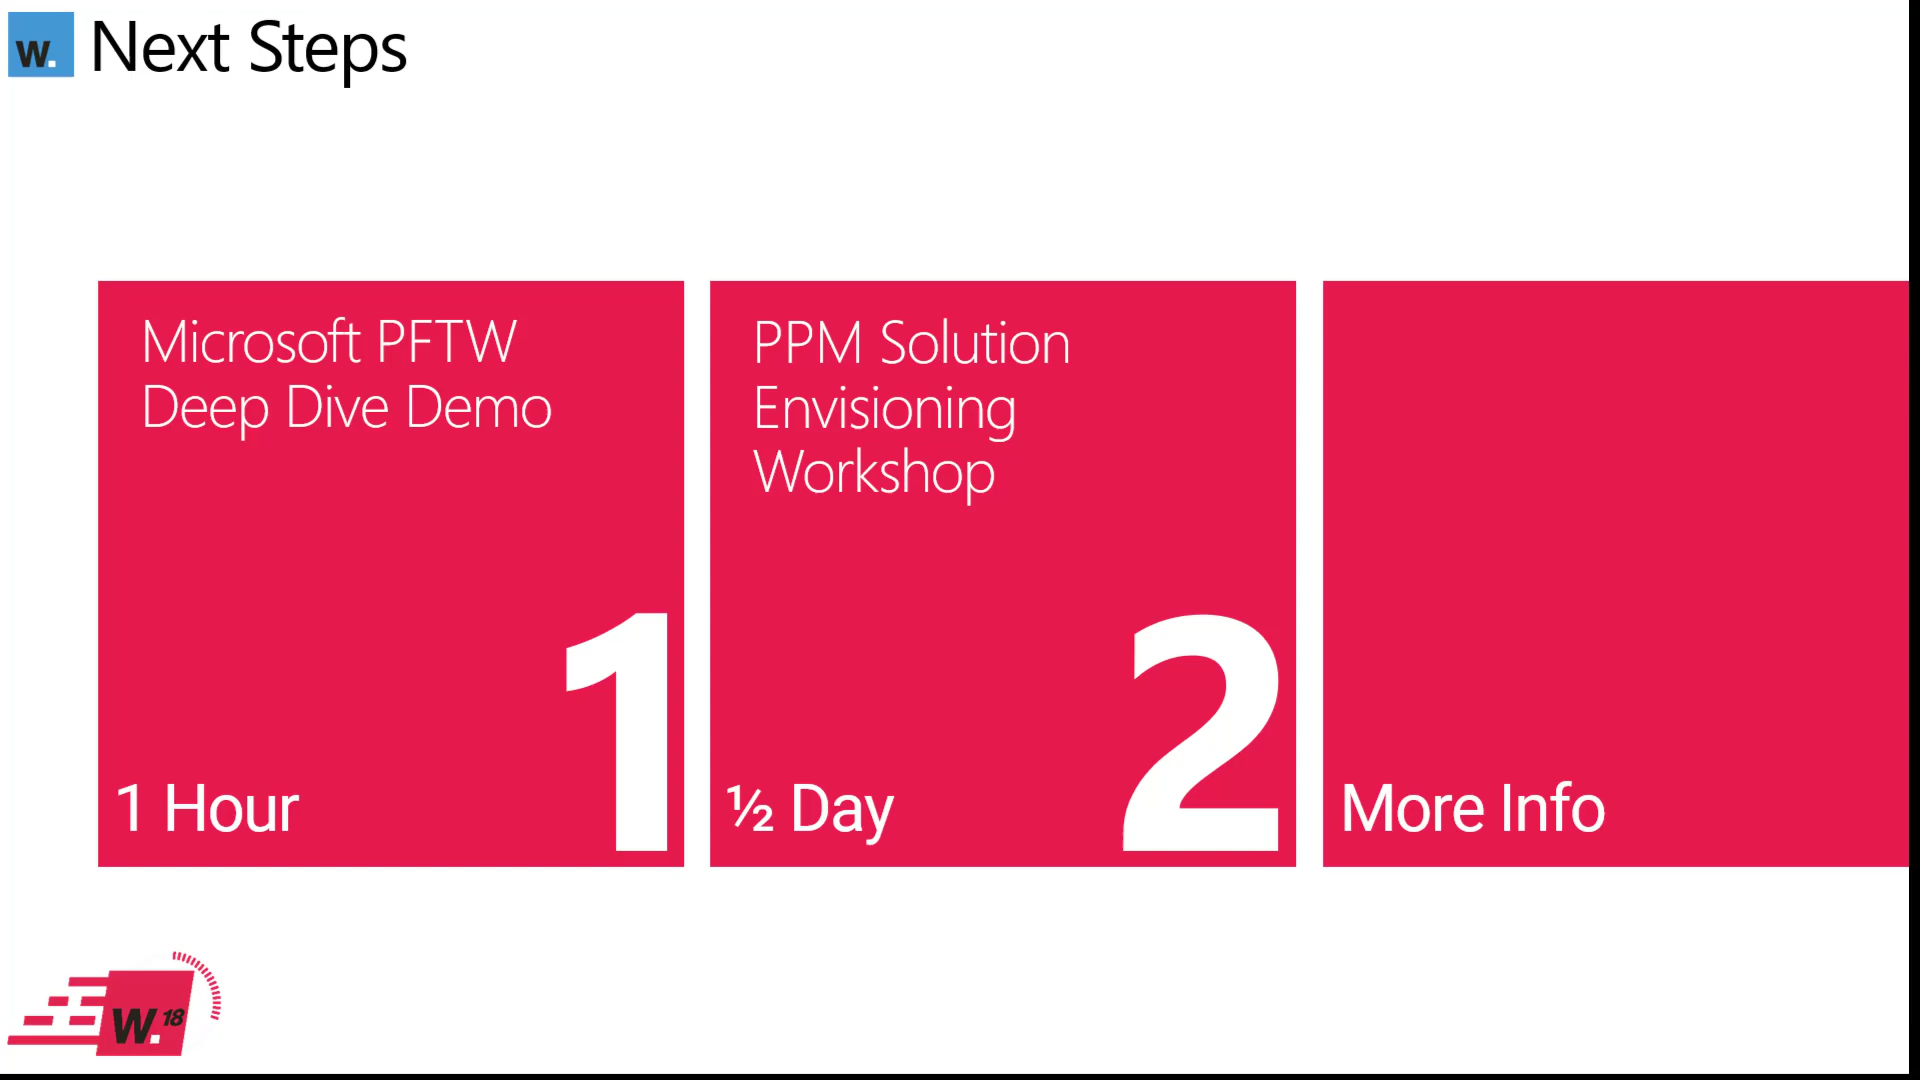 W.
Next Steps
Microsoft PFTW
Deep Dive Demo
1
1 Hour
PPM Solution
Envisioning
Workshop
2
½ Day
More Info
W.18